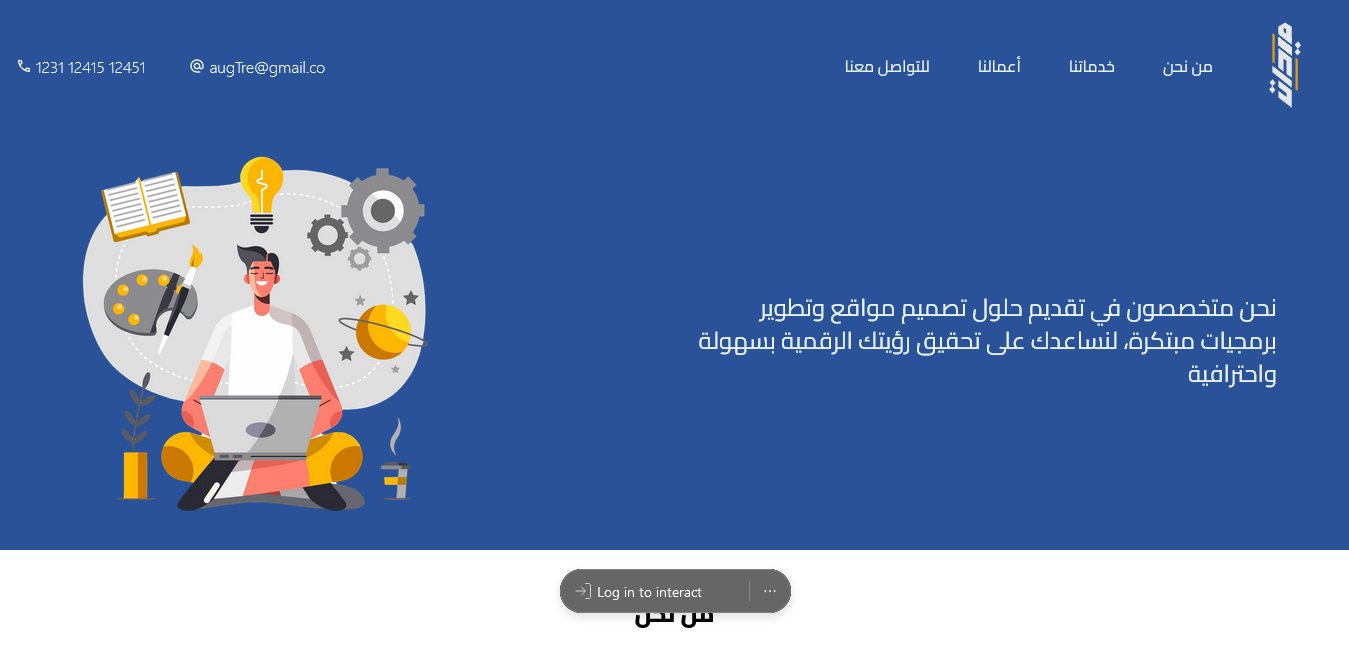 من نحن
خدماتنا
أعمالنا
للتواصل معنا
augTre@gmail.co
1231 12415 12451
نحن متخصصون في تقديم حلول تصميم مواقع وتطوير
برمجيات مبتكرة، لنساعدك على تحقيق رؤيتك الرقمية بسهولة
واحترافية
Log in to interact
من نحن